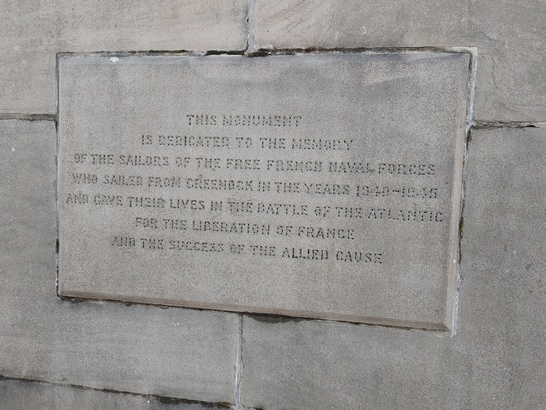 THIS MONUMENT
IS DEDICATED TO THE MEMORY
OF THE SAILORS OF THE FREE FRENCH NAVAL FORCES
WHO SAILED FROM GREENOCK IN THE YEARS 1940-1945
AND GAVE THEIR LIVES IN THE BATTLE OF THE ATLANTIC
FOR THE LIBERATION OF FRANCE
AND THE SUCCESS OF THE ALLIED CAUSE